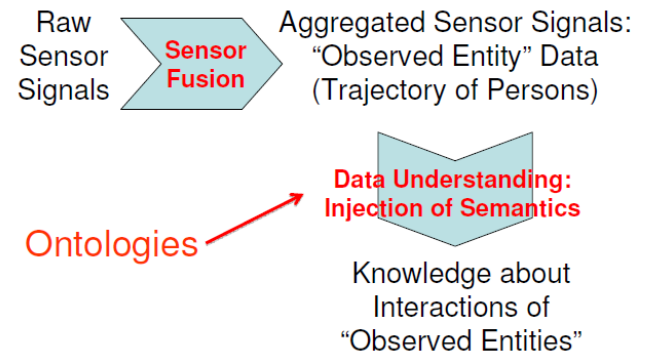 Raw
Sensor
Signals
Sensor
Fusion
Aggregated Sensor Signals:
“Observed Entity” Data
(Trajectory of Persons)
Data Understanding:
Injection of Semantics
Ontologies
Knowledge about
Interactions of
“Observed Entities”